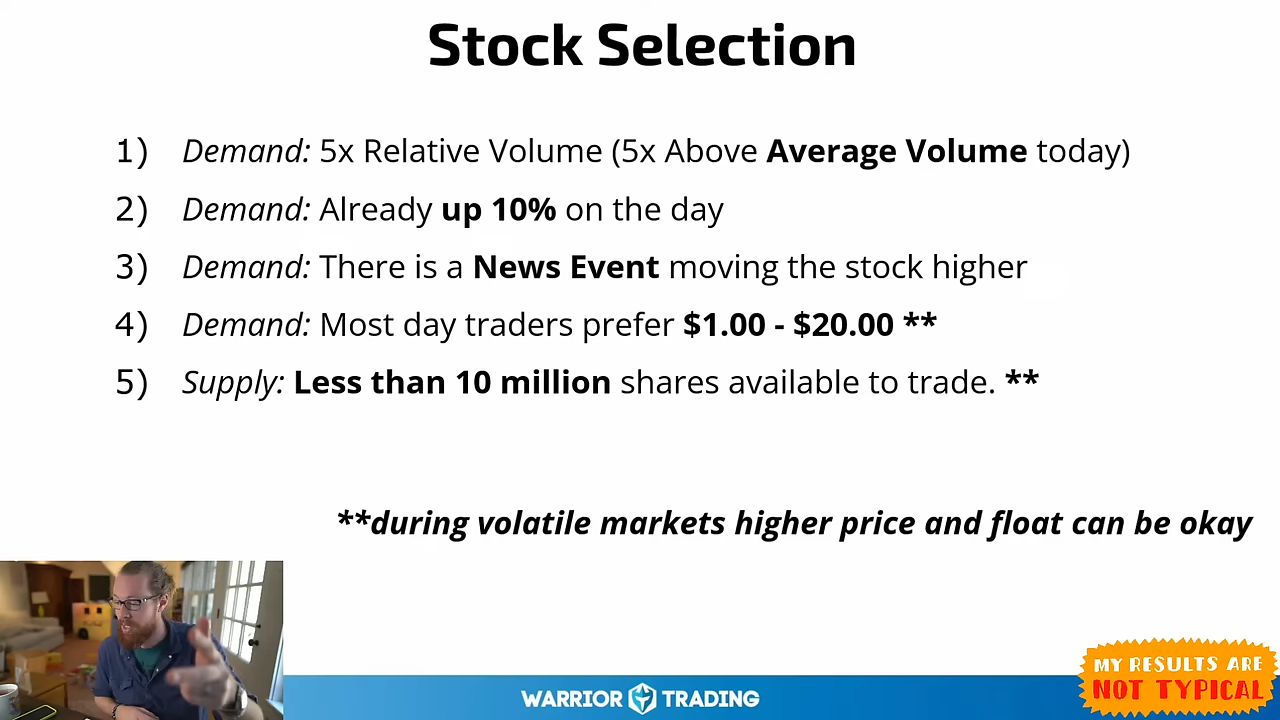 Stock Selection
1) Demand: 5x Relative Volume (5x Above Average Volume today)
2) Demand: Already up 10% on the day
3) Demand: There is a News Event moving the stock higher
4) Demand: Most day traders prefer $1.00 - $20.00 **
5) Supply: Less than 10 million shares available to trade. **
**during volatile markets higher price and float can be okay
WARRIOR TRADING
MY RESULTS ARE
NOT TYPICAL